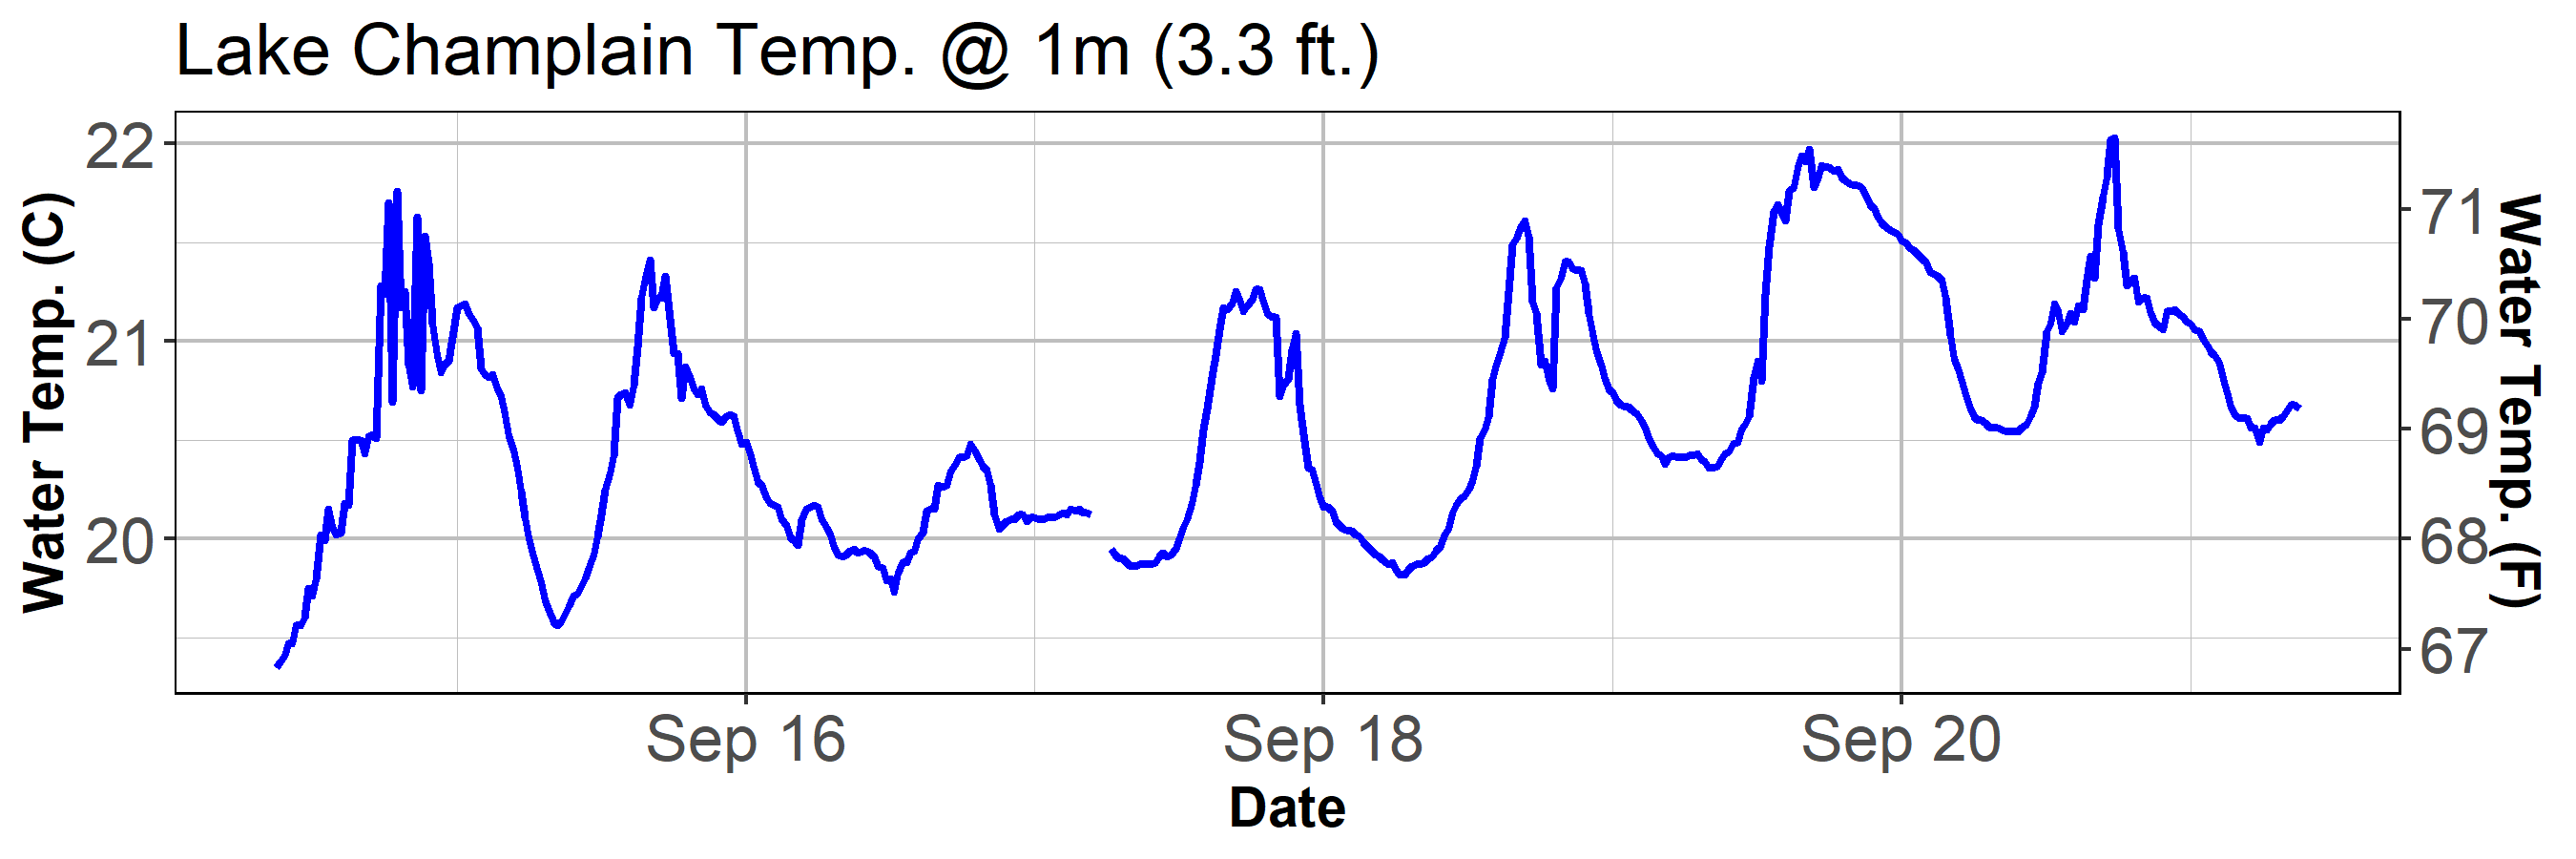 Lake Champlain Temp. @ 1m (3.3 ft.)
Water Temp. (C)
22
21
20
71
70
69
68
67
Water Temp. (F)
Sep 16
Sep 18
Sep 20
Date